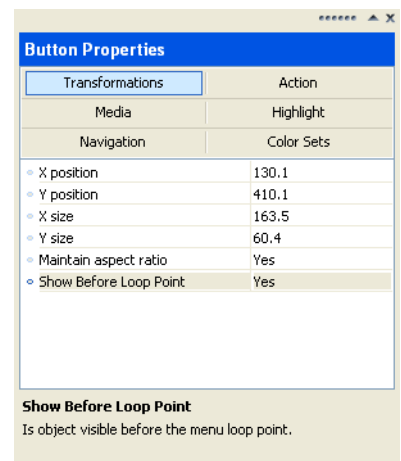 Button Properties
Transformations Action
Media Highlight
Navigation Color Sets
X position 130.1
Y position 410.1
X size 163.5
Y size 60.4
Maintain aspect ratio Yes
Show Before Loop Point Yes
Show Before Loop Point
Is object visible before the menu loop point.